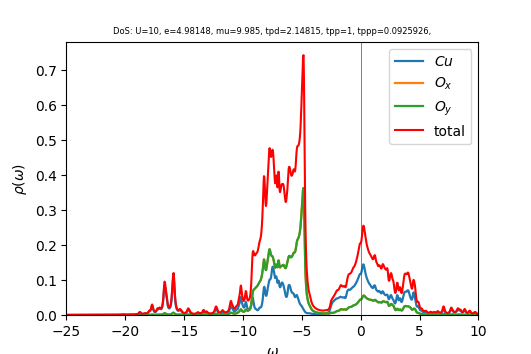 DoS: U=10, e=4.98148, mu=9.985, tpd=2.14815, tpp=1, tppp=0.0925926,
0.7
0.6
0.5
0.4
0.3
0.2
0.1
0.0
ρ(ω)
Cu
O_x
O_y
total
−25 −20 −15 −10 −5 0 5 10
ω